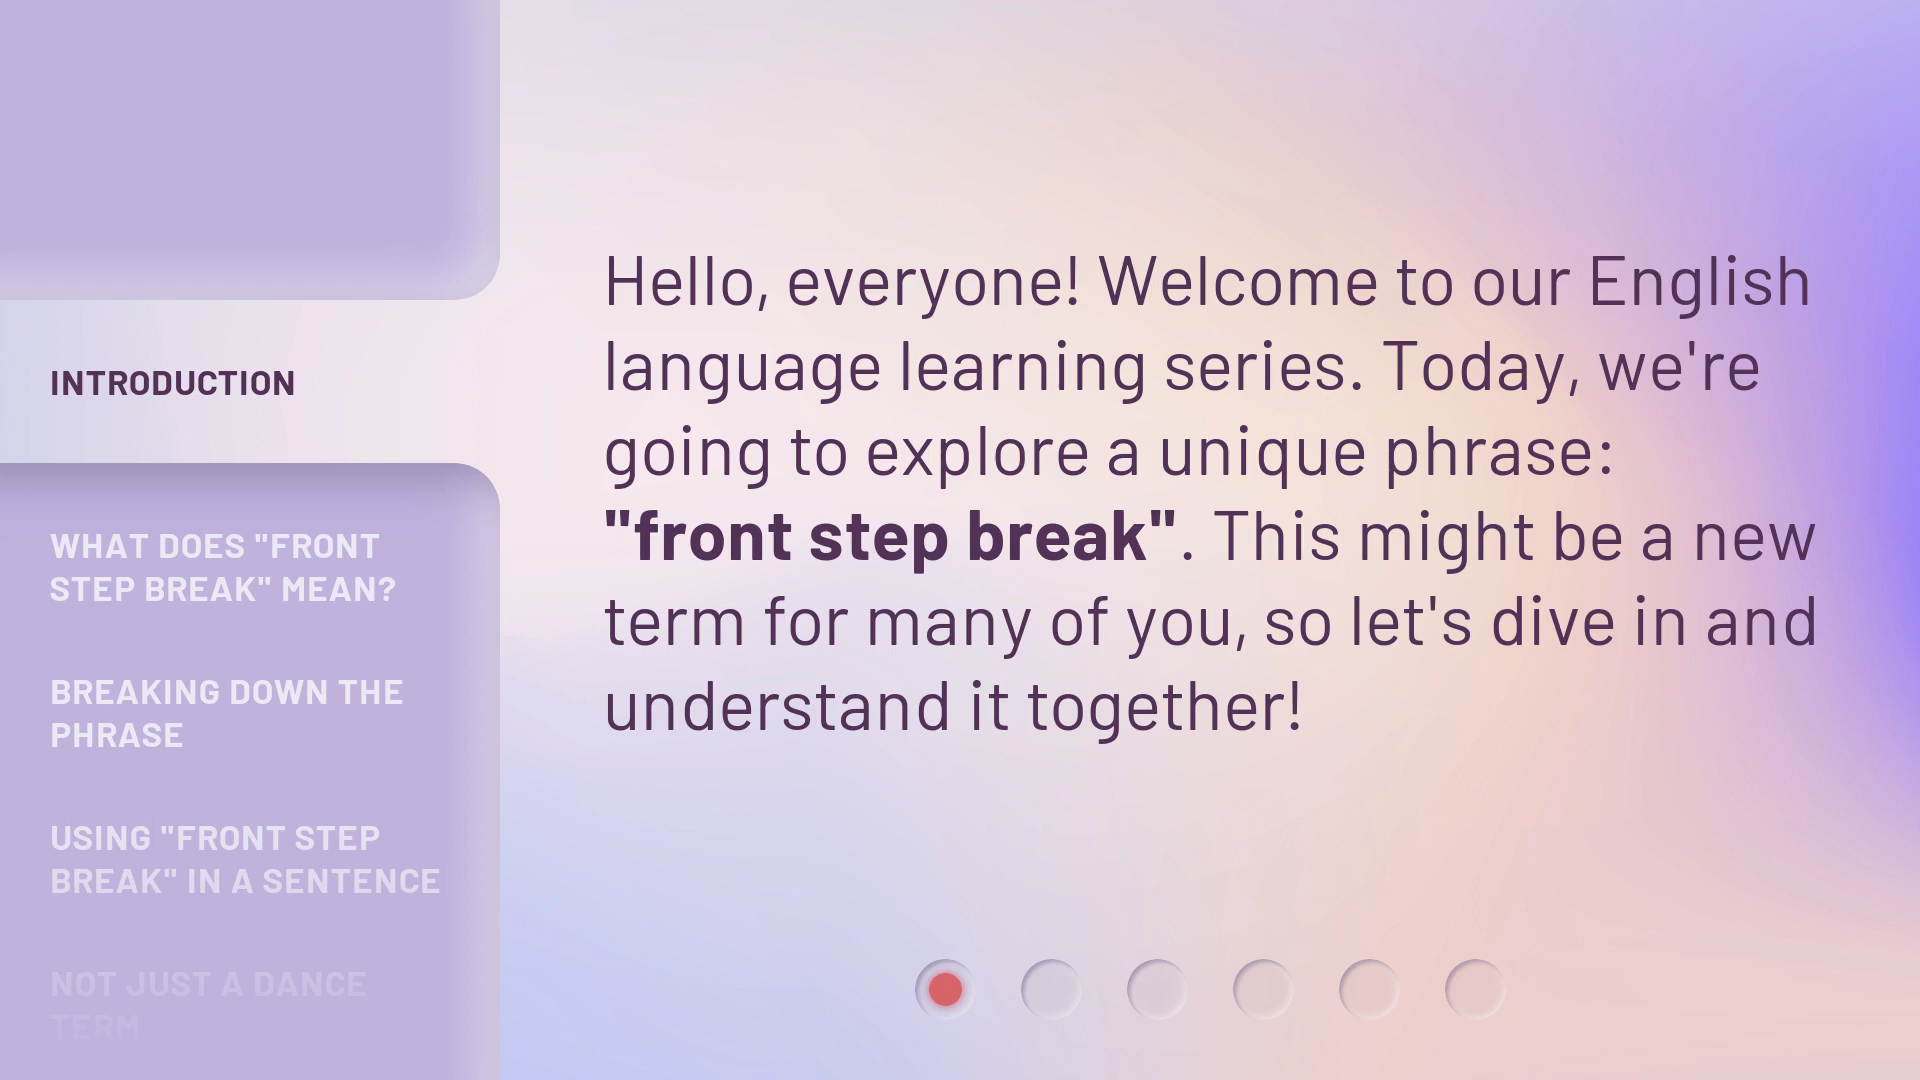 INTRODUCTION
WHAT DOES "FRONT
STEP BREAK" MEAN?
BREAKING DOWN THE
PHRASE
USING "FRONT STEP
BREAK" IN A SENTENCE
NOT JUST A DANCE
TERM
Hello, everyone! Welcome to our English
language learning series. Today, we're
going to explore a unique phrase:
"front step break". This might be a new
term for many of you, so let's dive in and
understand it together!